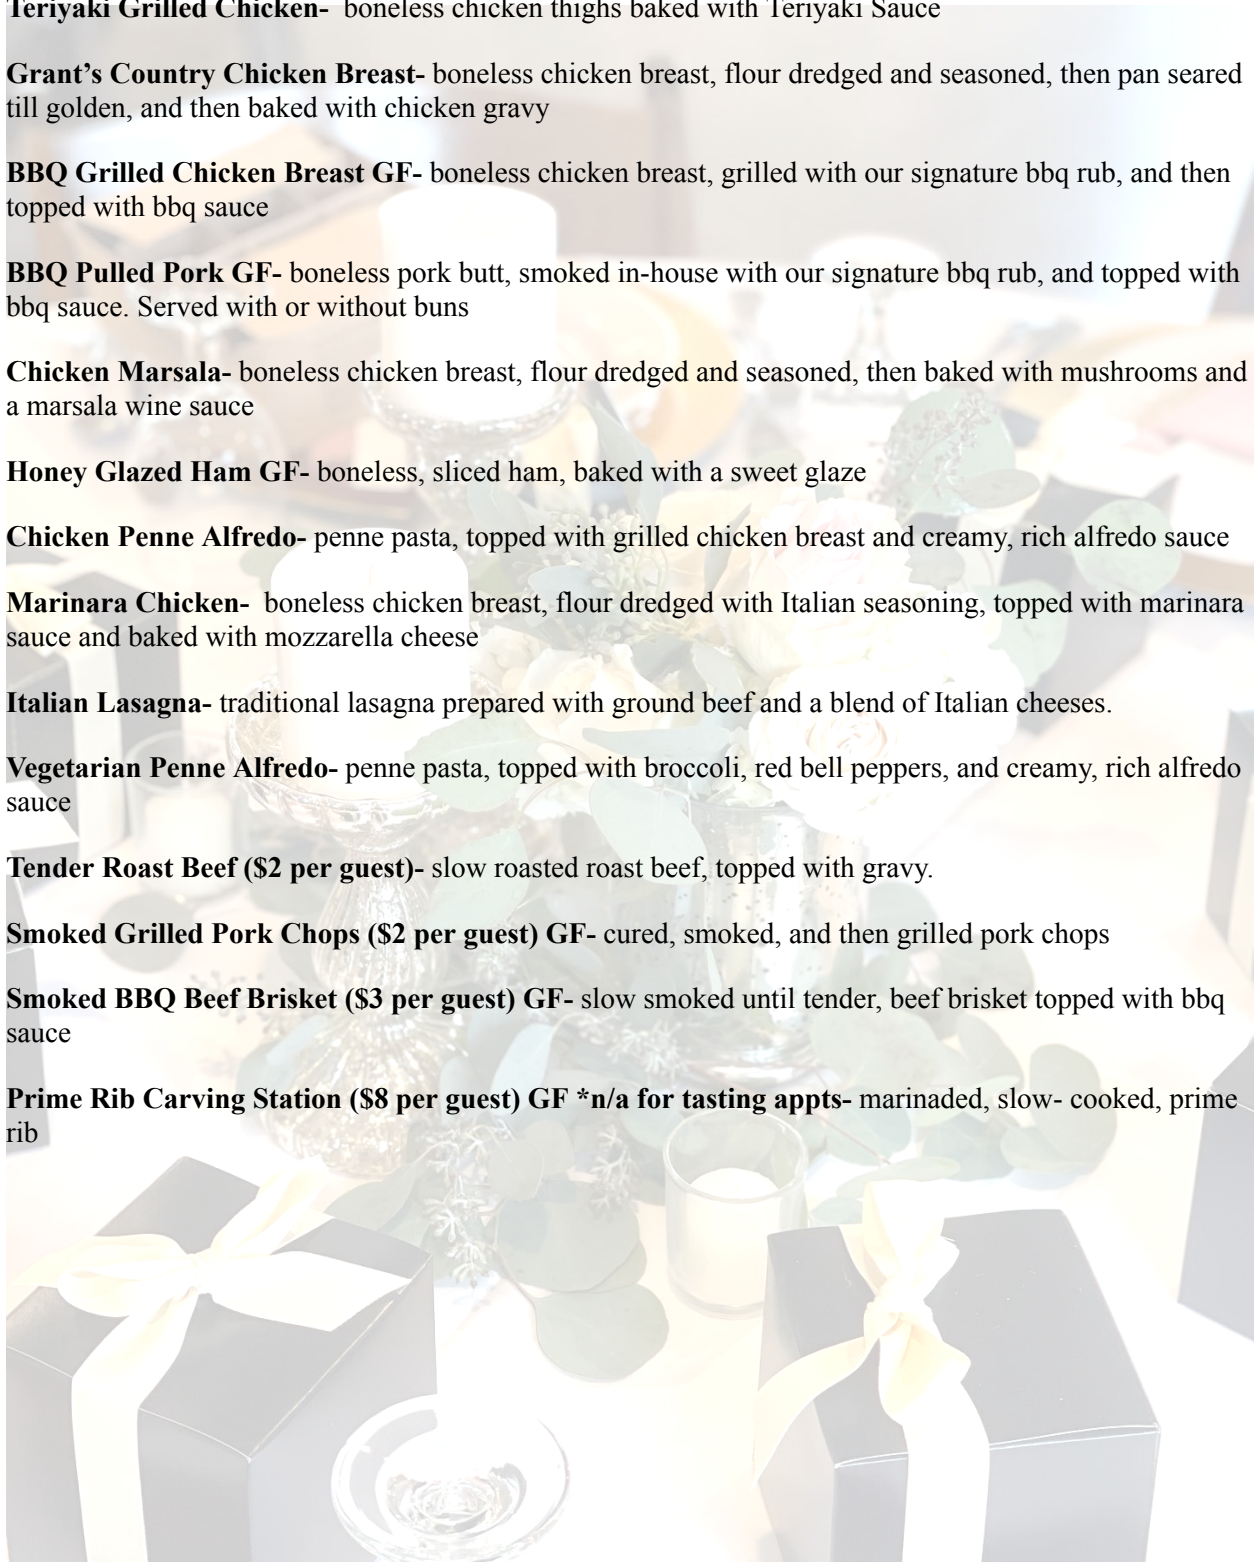 Teriyaki Grilled Chicken-  boneless chicken thighs baked with Teriyaki Sauce
Grant’s Country Chicken Breast- boneless chicken breast, flour dredged and seasoned, then pan seared
till golden, and then baked with chicken gravy
BBQ Grilled Chicken Breast GF- boneless chicken breast, grilled with our signature bbq rub, and then
topped with bbq sauce
BBQ Pulled Pork GF- boneless pork butt, smoked in-house with our signature bbq rub, and topped with
bbq sauce. Served with or without buns
Chicken Marsala- boneless chicken breast, flour dredged and seasoned, then baked with mushrooms and
a marsala wine sauce
Honey Glazed Ham GF- boneless, sliced ham, baked with a sweet glaze
Chicken Penne Alfredo- penne pasta, topped with grilled chicken breast and creamy, rich alfredo sauce
Marinara Chicken-  boneless chicken breast, flour dredged with Italian seasoning, topped with marinara
sauce and baked with mozzarella cheese
Italian Lasagna- traditional lasagna prepared with ground beef and a blend of Italian cheeses.
Vegetarian Penne Alfredo- penne pasta, topped with broccoli, red bell peppers, and creamy, rich alfredo
sauce
Tender Roast Beef ($2 per guest)- slow roasted roast beef, topped with gravy.
Smoked Grilled Pork Chops ($2 per guest) GF- cured, smoked, and then grilled pork chops
Smoked BBQ Beef Brisket ($3 per guest) GF- slow smoked until tender, beef brisket topped with bbq
sauce
Prime Rib Carving Station ($8 per guest) GF *n/a for tasting appts- marinaded, slow- cooked, prime
rib